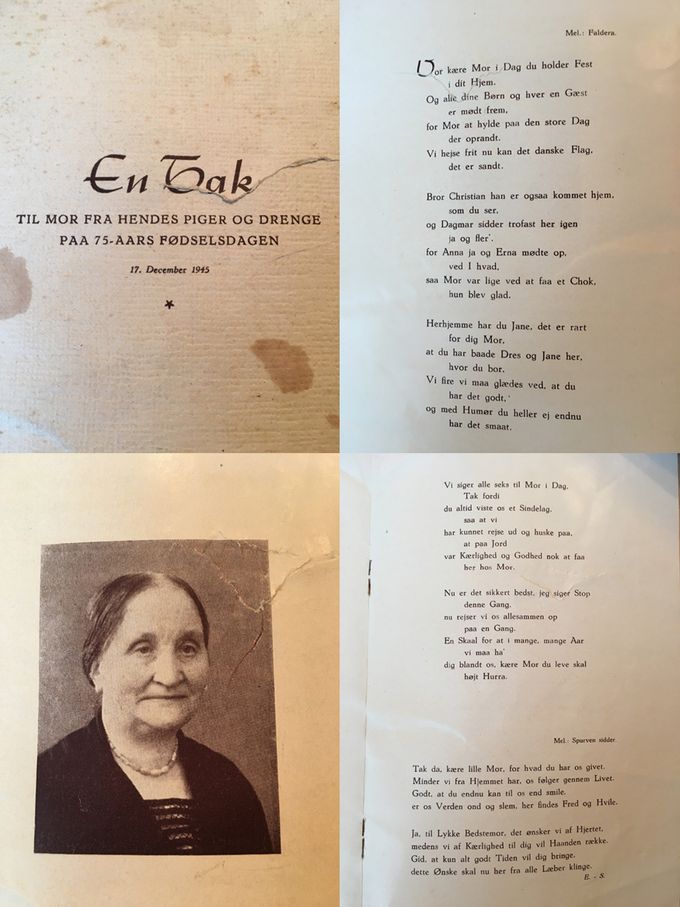 En Tak
TIL MOR FRA HENDES PIGER OG DRENGE
PAA 75-AARS FØDSELSDAGEN
17. December 1945
Mel.: Faldera.
Vor kære Mor i Dag du holder Fest
i dit Hjem.
Og alle dine Børn og hver en Gæst
er mødt frem,
for Mor at hylde paa den store Dag
der oprandt.
Vi hejse frit nu kan det danske Flag,
det er sandt.
Bror Christian han er ogsaa kommet hjem,
som du ser,
og Dagmar sidder trofast her igen
ja og fler',
for Anna ja og Erna mødte op,
ved I hvad,
saa Mor var lige ved at faa et Chok,
hun blev glad.
Herhjemme har du Jane, det er rart
for dig Mor,
at du har baade Dres og Jane her,
hvor du bor.
Vi fire vi maa glædes ved, at du
har det godt,
og med Humør du heller ej endnu
har det smaat.
Vi siger alle seks til Mor i Dag,
Tak fordi
du altid viste os et Sindelag,
saa at vi
har kunnet rejse ud og huske paa,
at paa Jord
var Kærlighed og Godhed nok at faa
her hos Mor.
Nu er det sikkert bedst, jeg siger Stop
denne Gang.
nu rejser vi os allesammen op
paa en Gang.
En Skaal for at i mange, mange Aar
vi maa ha'
dig blandt os, kære Mor du leve skal
højt Hurra.
Mel.: Spurven sidder
Tak da, kære lille Mor, for hvad du har os givet.
Minder vi fra Hjemmet har, os følger gennem Livet.
Godt, at du endnu kan til os end smile.
er os Verden ond og slem, her findes Fred og Hvile.
Ja, til Lykke Bedstemor, det ønsker vi af Hjertet,
medens vi af Kærlighed til dig vil Haanden række.
Gid, at kun alt godt Tiden vil dig bringe,
dette Ønske skal nu her fra alle Læber klinge.
E. - S.